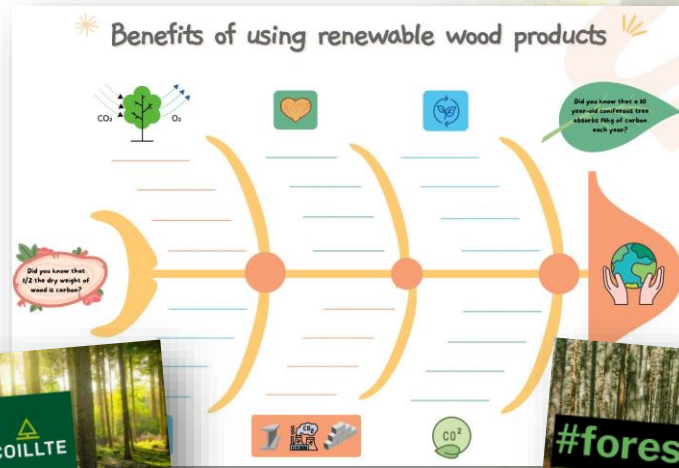 Benefits of using renewable wood products
CO₂
O₂
Did you know that a 10
year-old coniferous tree
absorbs 14kg of carbon
each year?
Did you know that
1/2 the dry weight of
wood is carbon?
CO₂
CO²
COILLTE
#fores